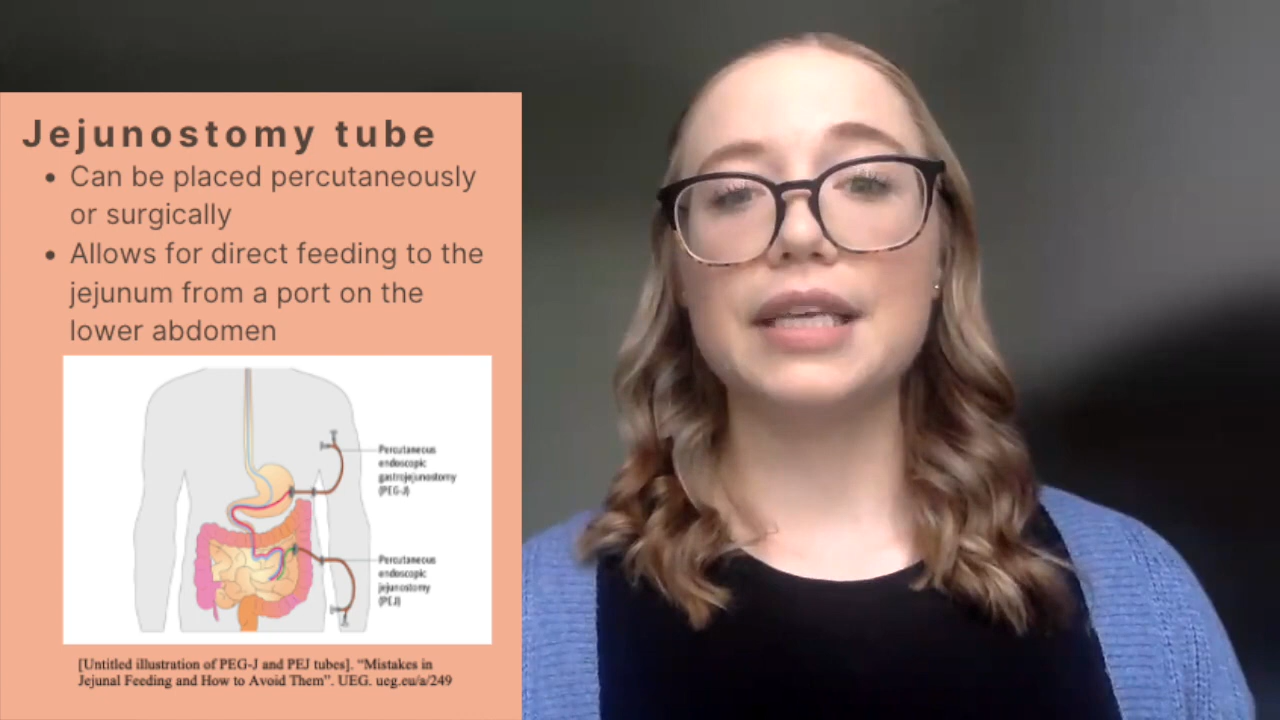 Jejunostomy tube
• Can be placed percutaneously
or surgically
• Allows for direct feeding to the
jejunum from a port on the
lower abdomen
Percutaneous
endoscopic
gastrojejunostomy
(PEG-J)
Percutaneous
endoscopic
jejunostomy
(PEJ)
[Untitled illustration of PEG-J and PEJ tubes]. “Mistakes in
Jejunal Feeding and How to Avoid Them”. UEG. ueg.eu/a/249